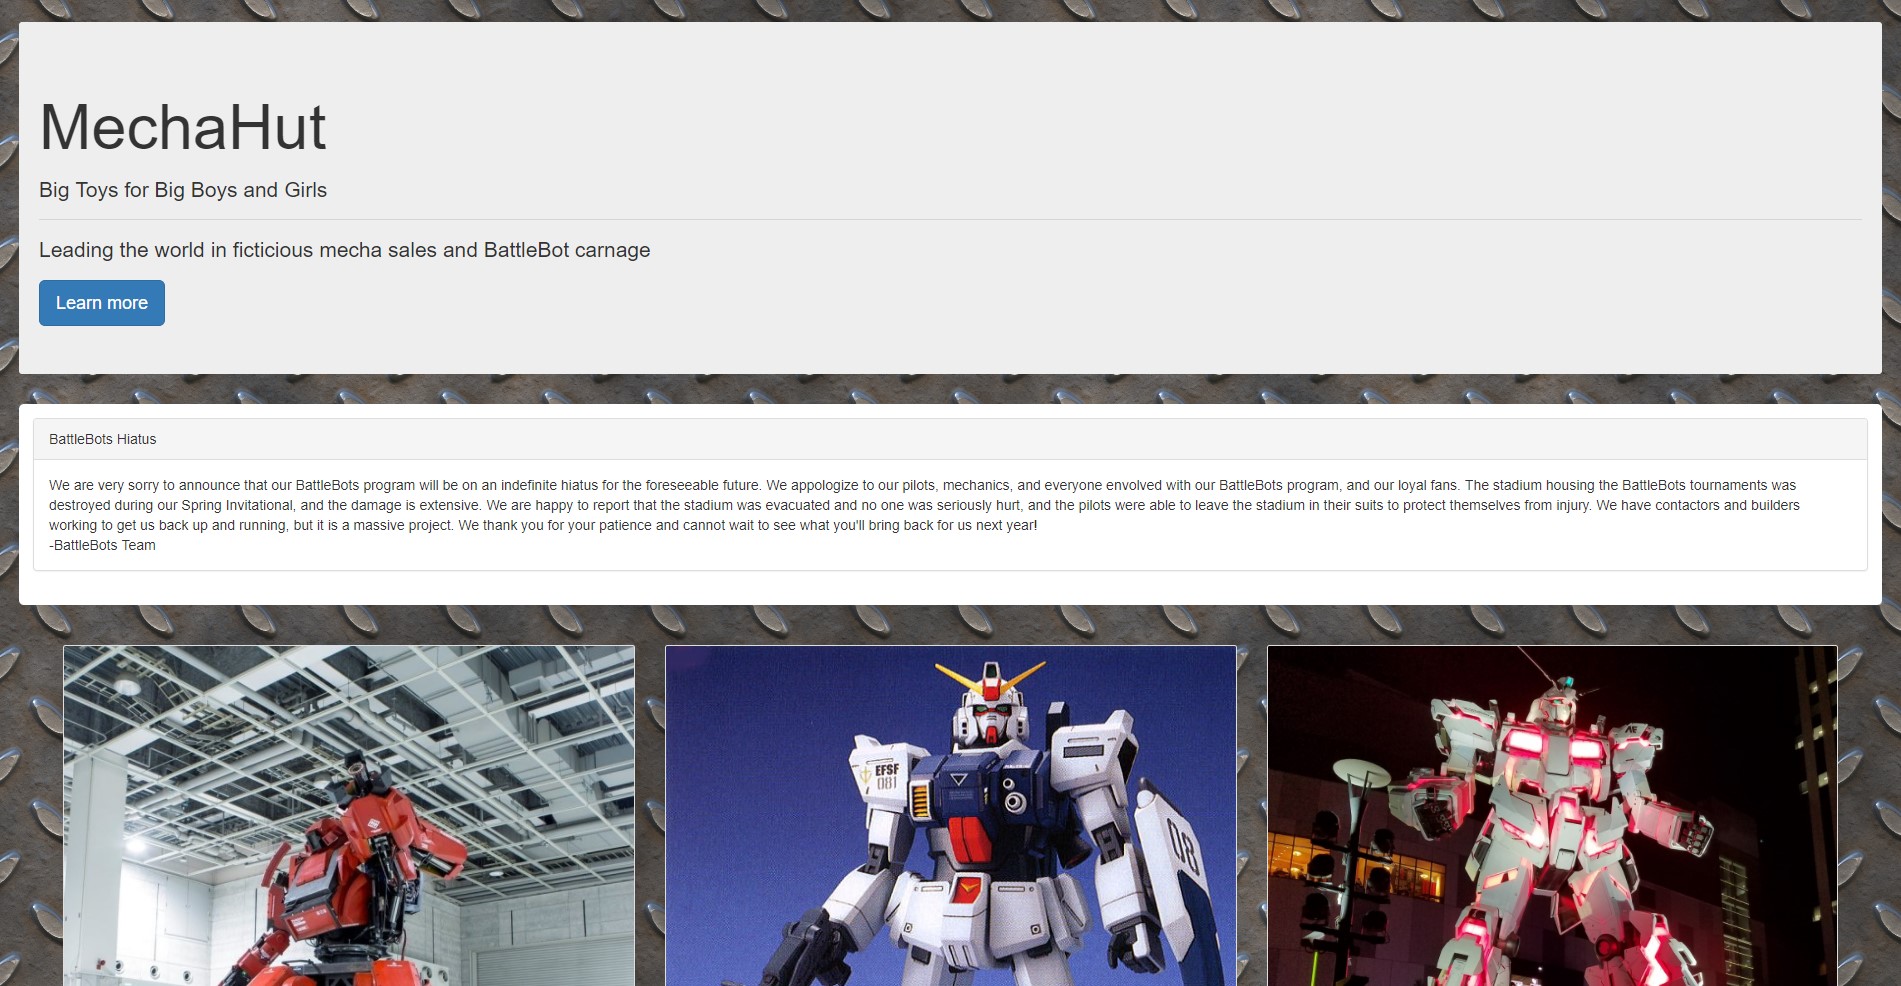 MechaHut
Big Toys for Big Boys and Girls
Leading the world in ficticious mecha sales and BattleBot carnage
Learn more
BattleBots Hiatus
We are very sorry to announce that our BattleBots program will be on an indefinite hiatus for the foreseeable future. We appologize to our pilots, mechanics, and everyone envolved with our BattleBots program, and our loyal fans. The stadium housing the BattleBots tournaments was
destroyed during our Spring Invitational, and the damage is extensive. We are happy to report that the stadium was evacuated and no one was seriously hurt, and the pilots were able to leave the stadium in their suits to protect themselves from injury. We have contactors and builders
working to get us back up and running, but it is a massive project. We thank you for your patience and cannot wait to see what you'll bring back for us next year!
-BattleBots Team
EFSF
081
08